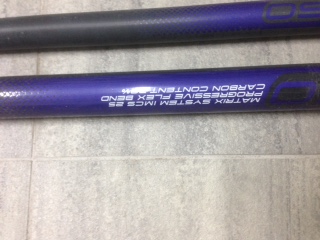 MATRIX SYSTEM IMCS 25
PROGRESSIVE FLEX BEND
CARBON CONTENT